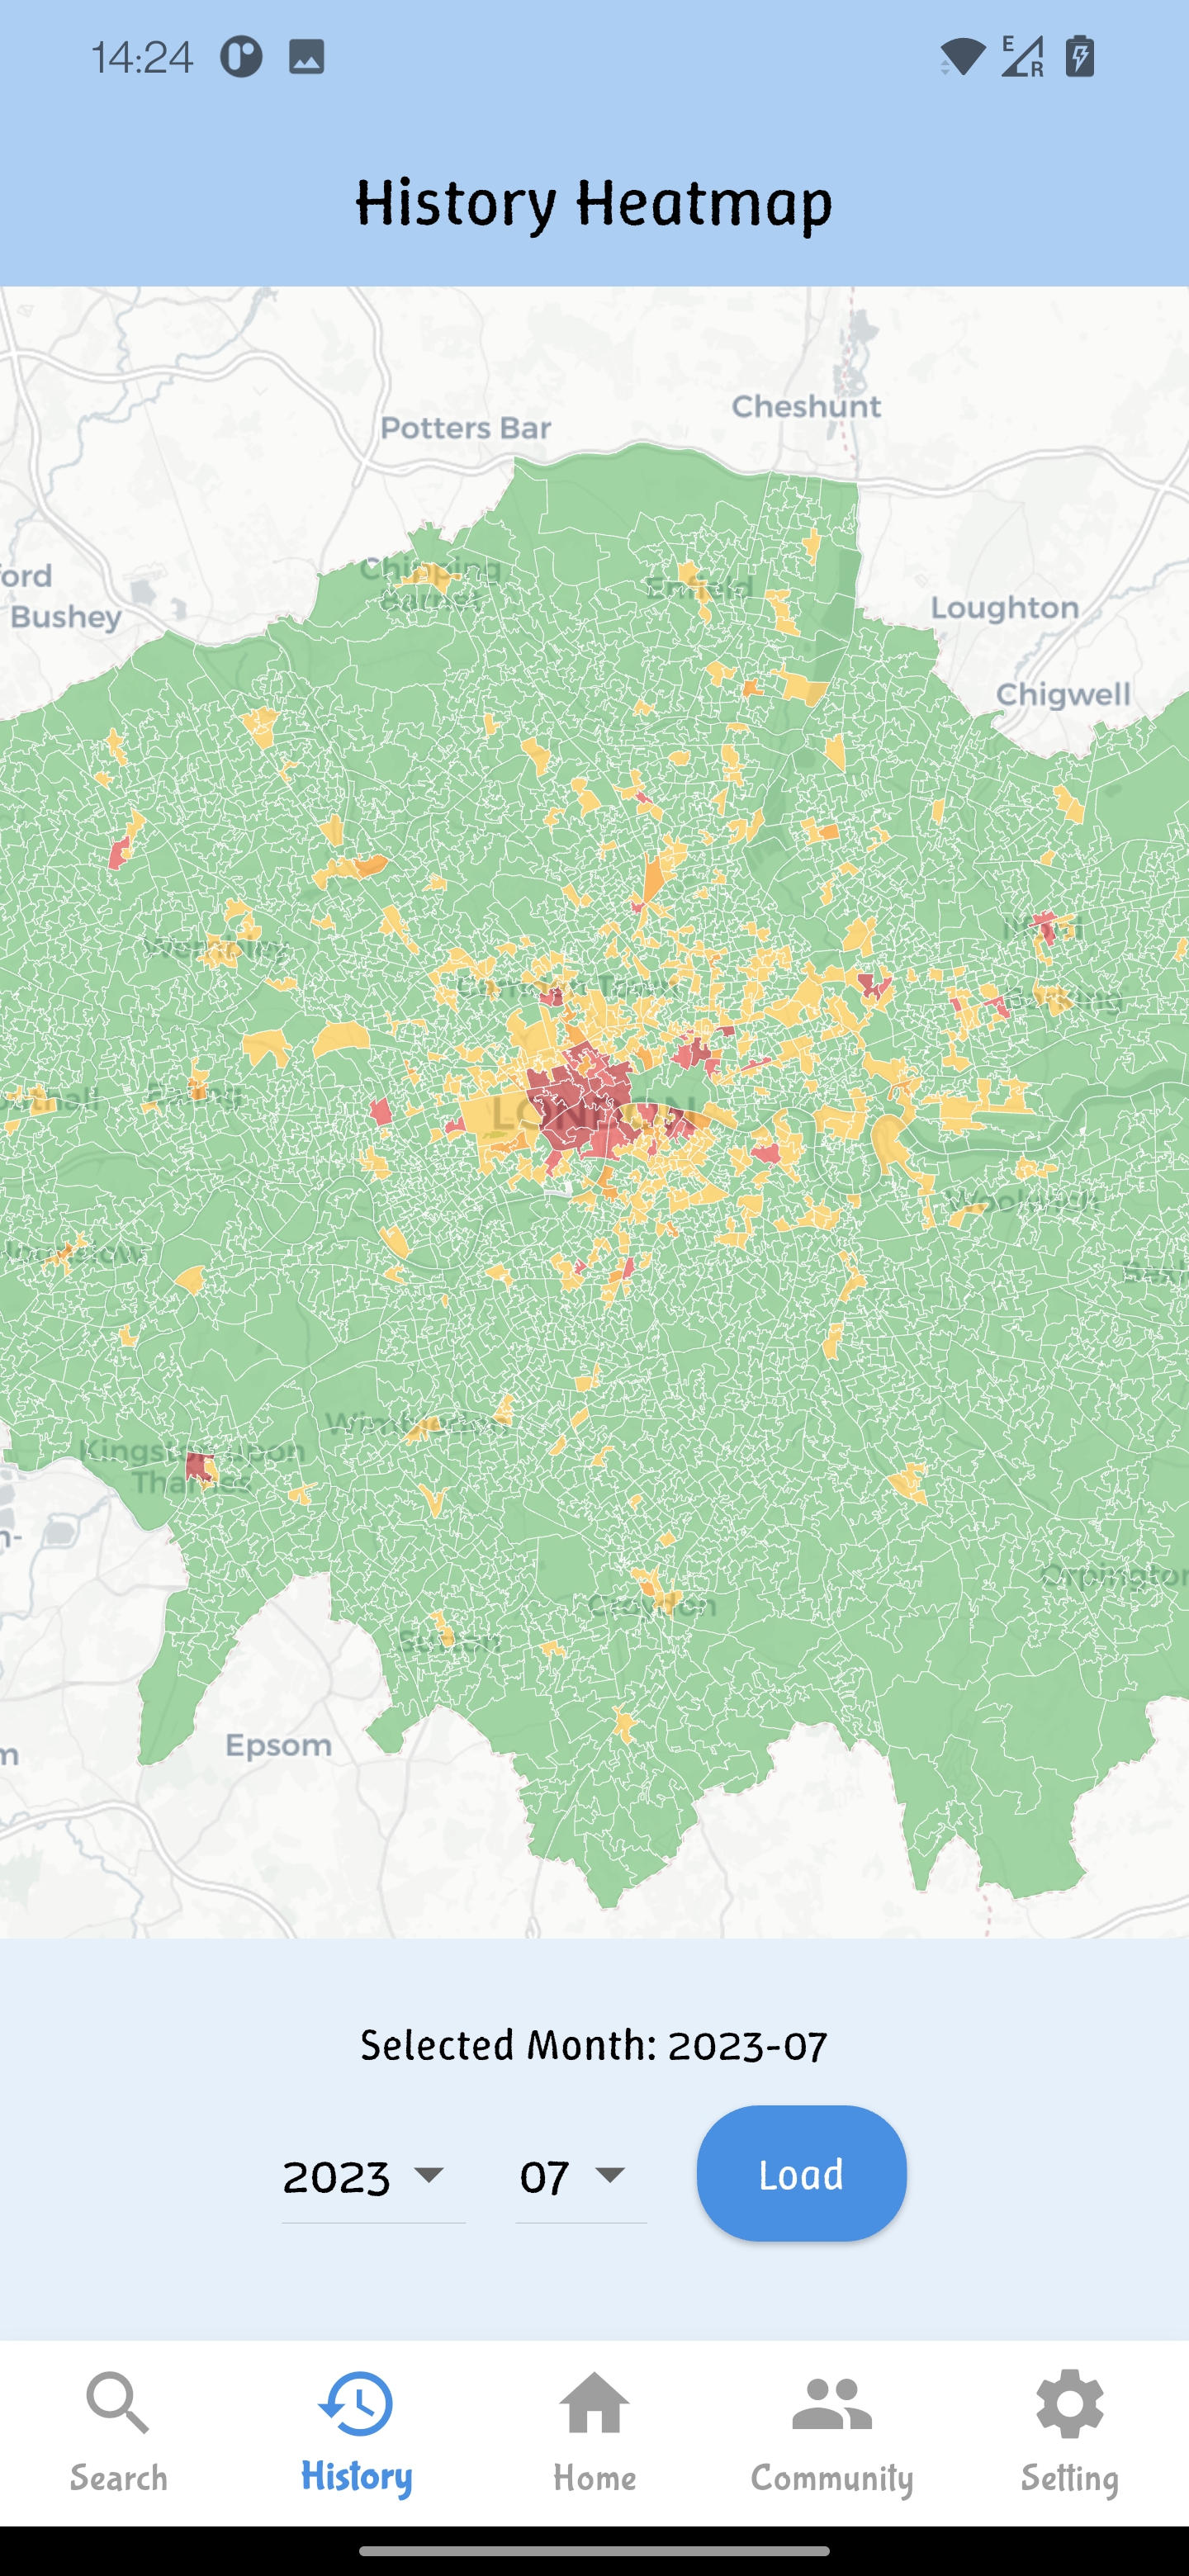 14:24
E
R
History Heatmap
Cheshunt
Potters Bar
Chipping
Barnet
Enfield
ford
Bushey
Loughton
Chigwell
Wembley
Ilford
Camden Town
Barking
Southall
Ealing
LONDON
Woolwich
Hounslow
Wimbledon
Kingston upon
Thames
Croydon
Sutton
Orpington
Epsom
m
Selected Month: 2023-07
2023
07
Load
Search
History
Home
Community
Setting